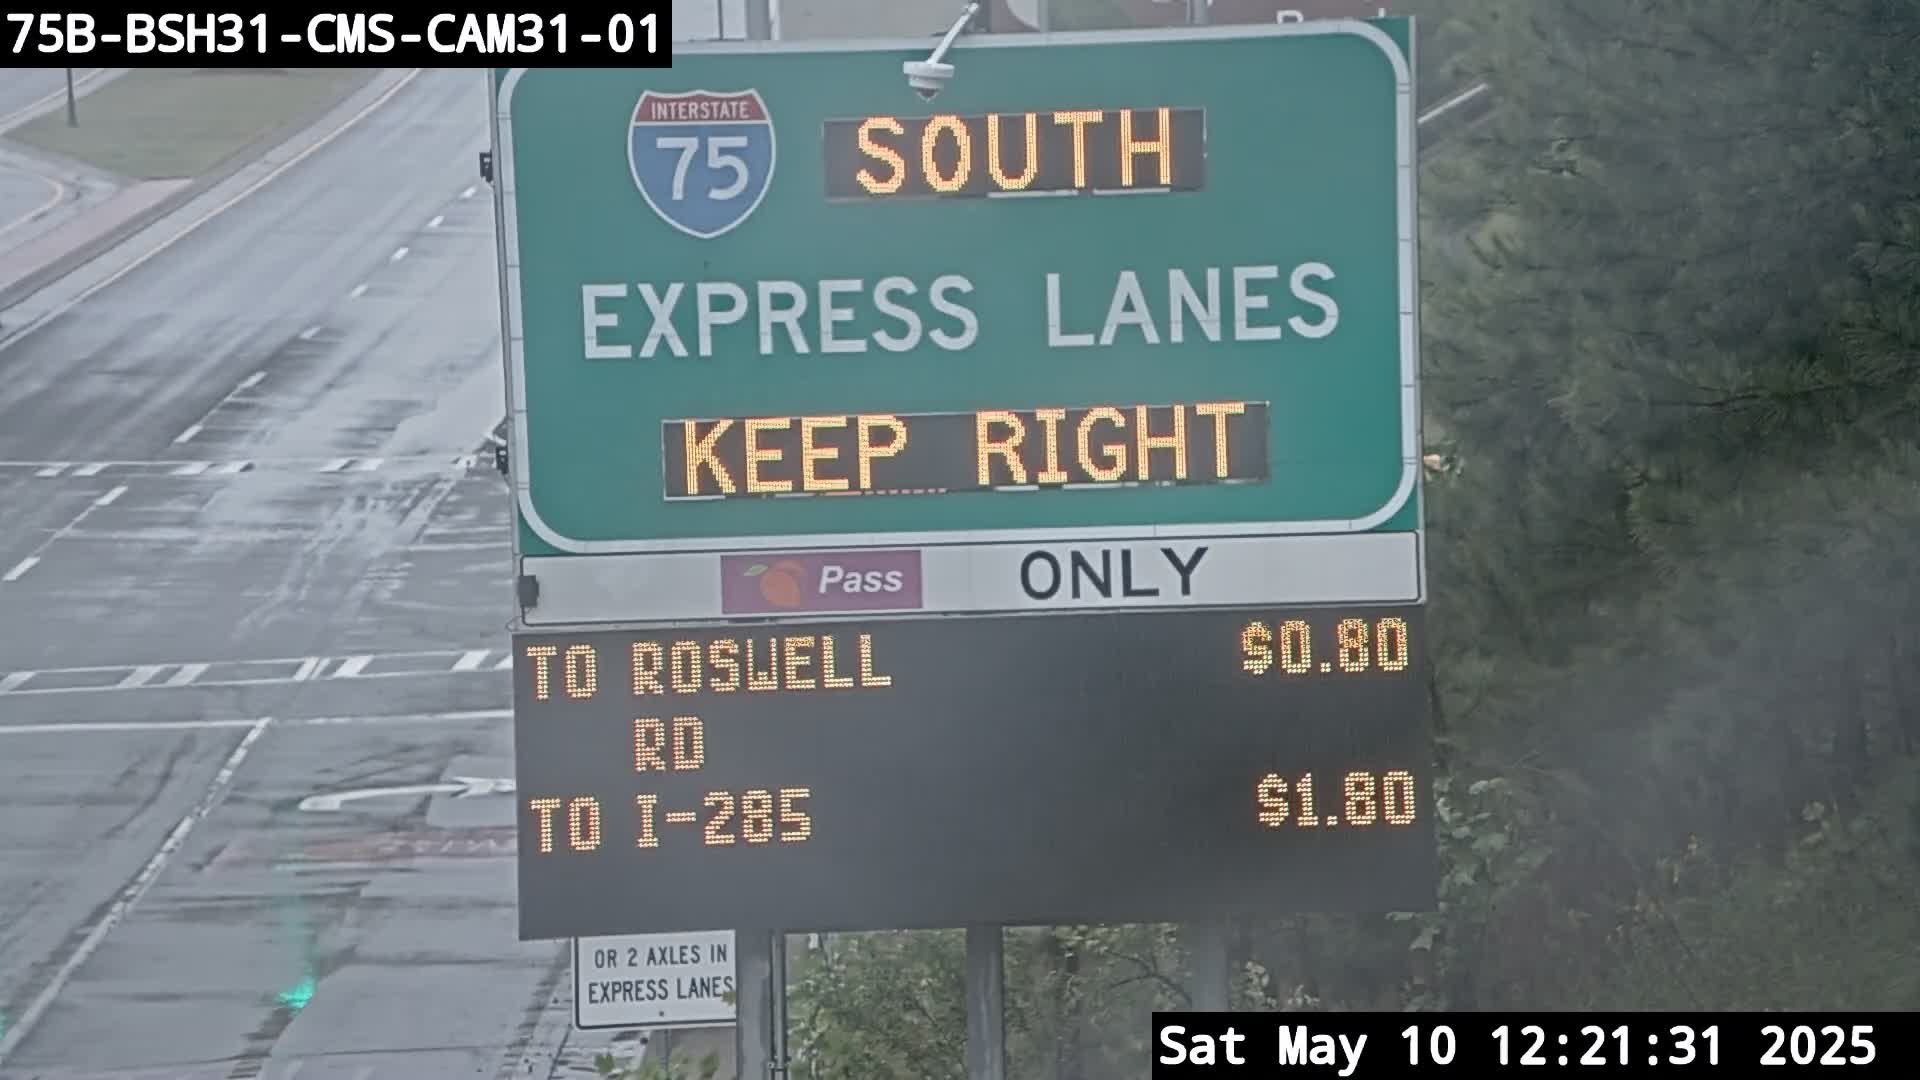 75B-BSH31-CMS-CAM31-01
INTERSTATE
75
SOUTH
EXPRESS LANES
KEEP RIGHT
Pass ONLY
TO ROSWELL $0.80
RD
TO I-285 $1.80
OR 2 AXLES IN
EXPRESS LANES
Sat May 10 12:21:31 2025